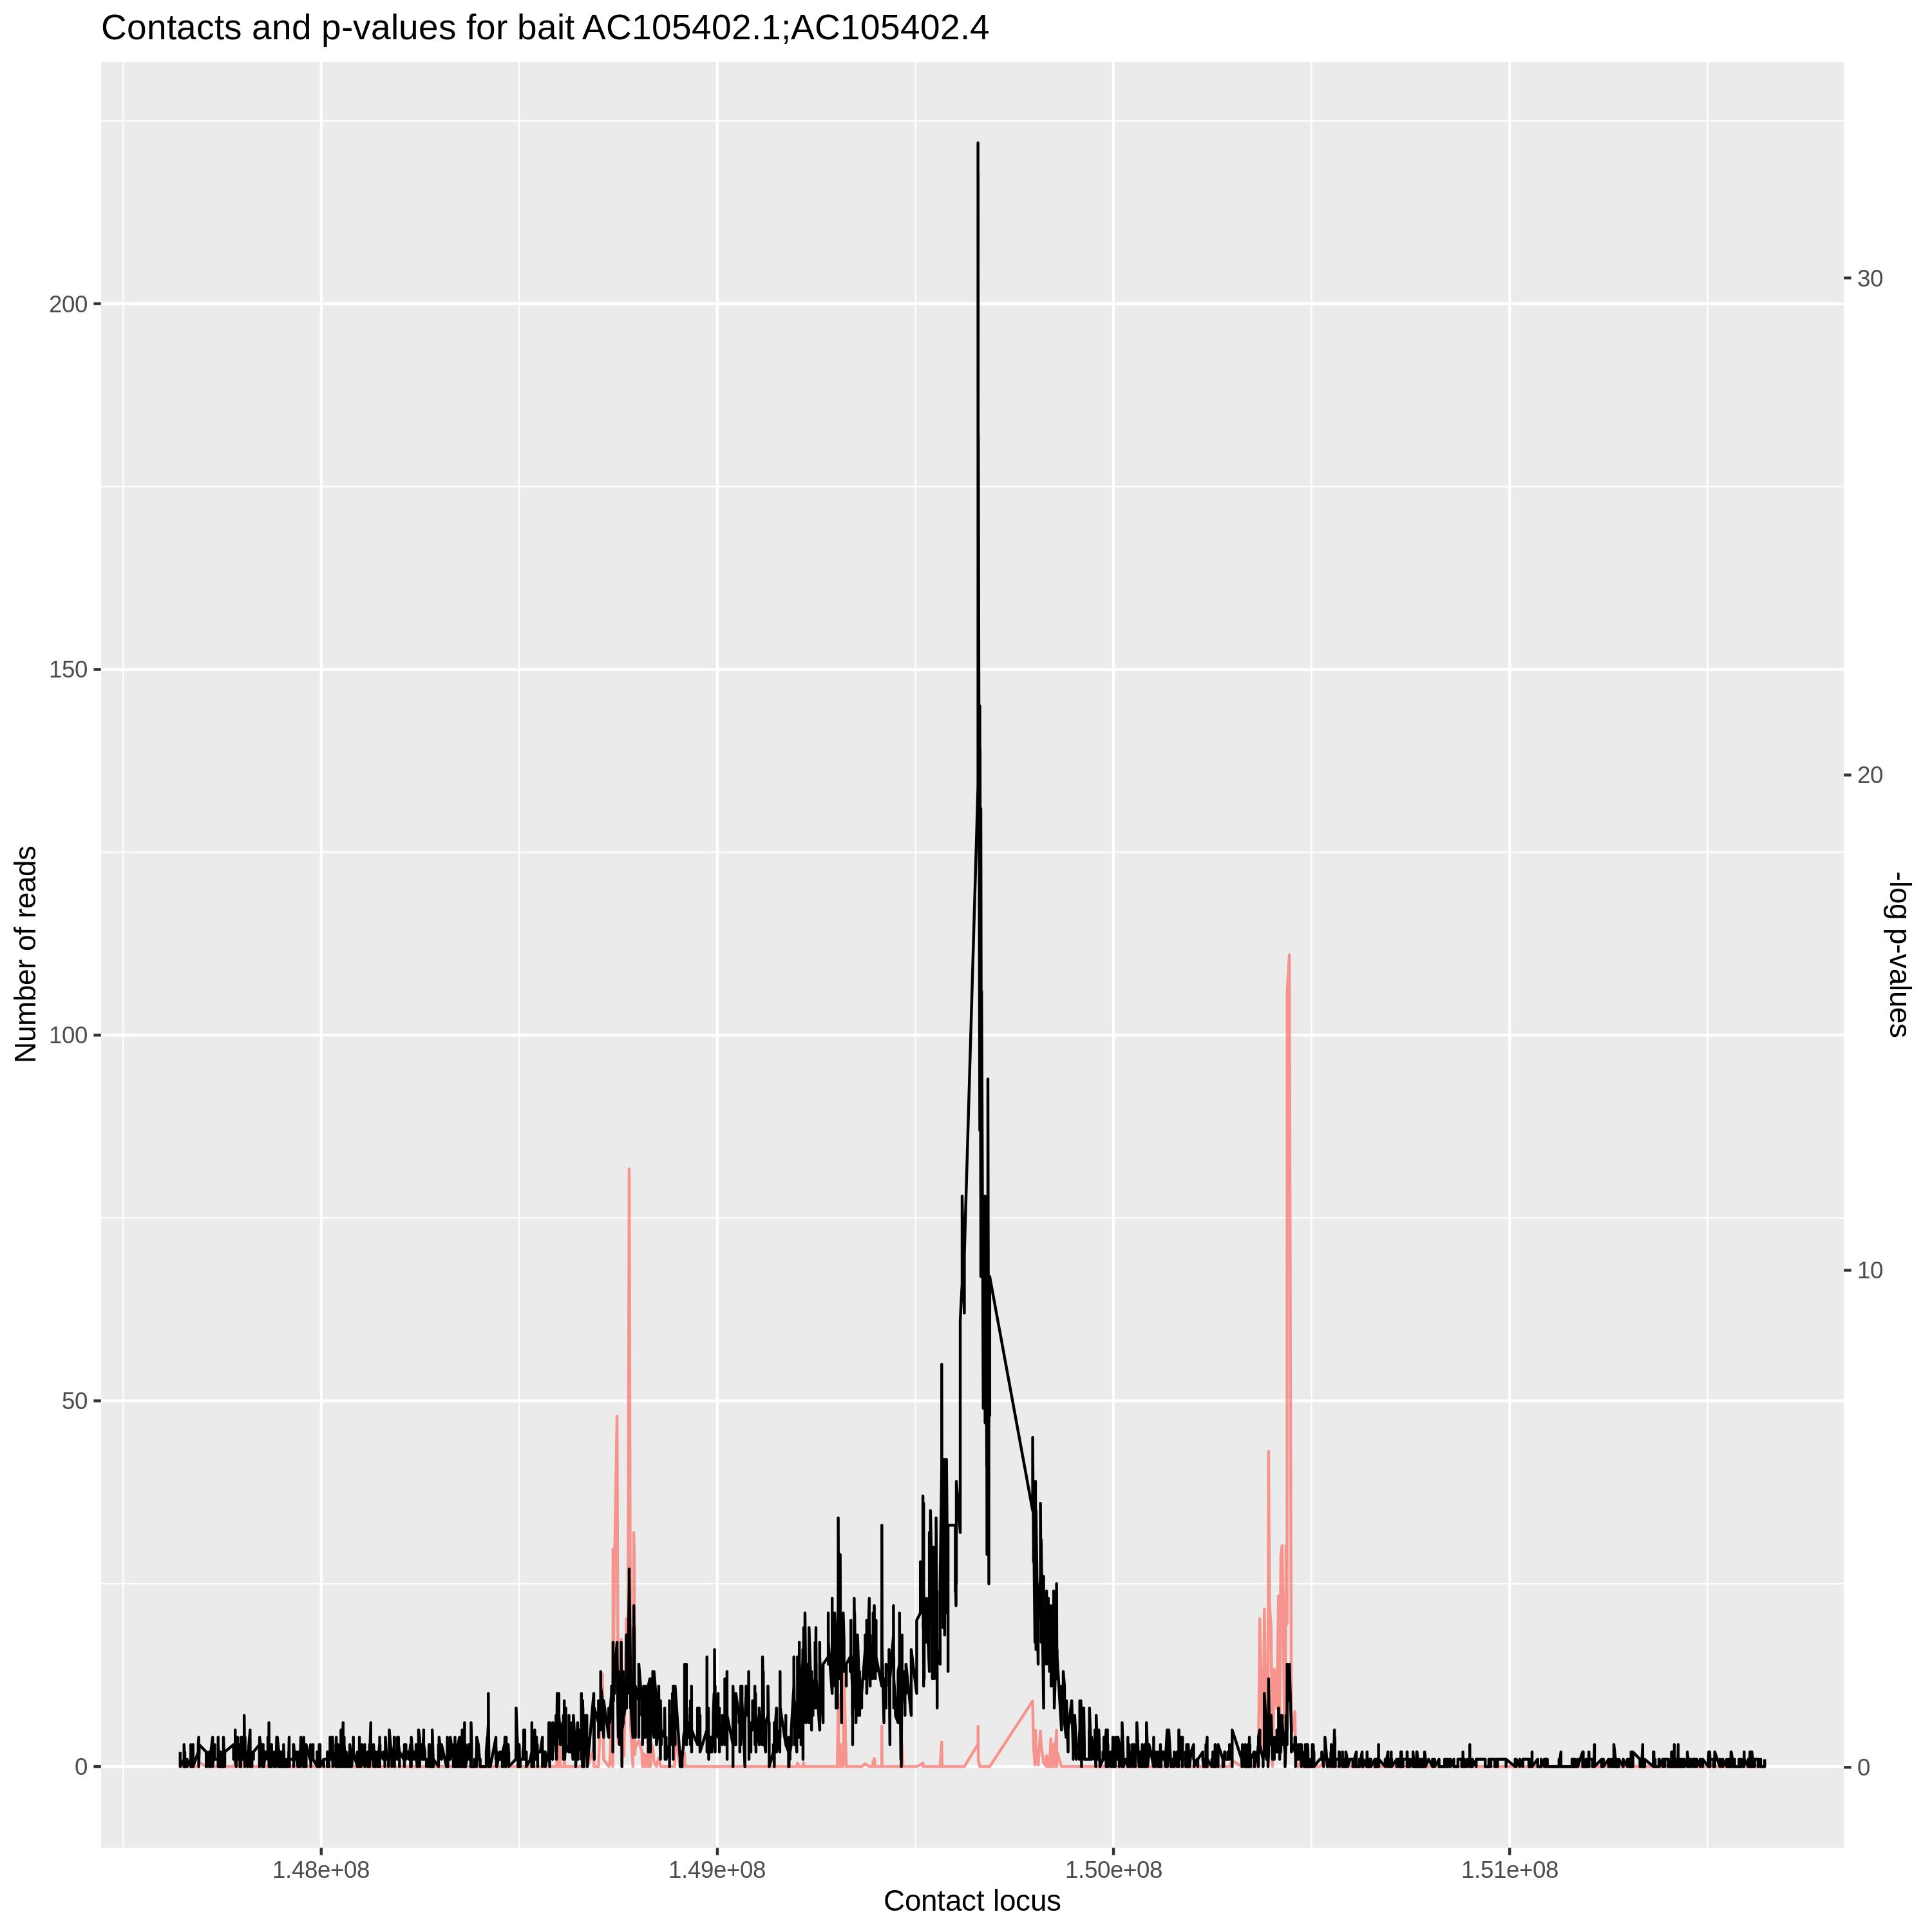 Contacts and p-values for bait AC105402.1;AC105402.4
200
150
100
50
0
Number of reads
30
20
10
0
-log p-values
1.48e+08 1.49e+08 1.50e+08 1.51e+08
Contact locus